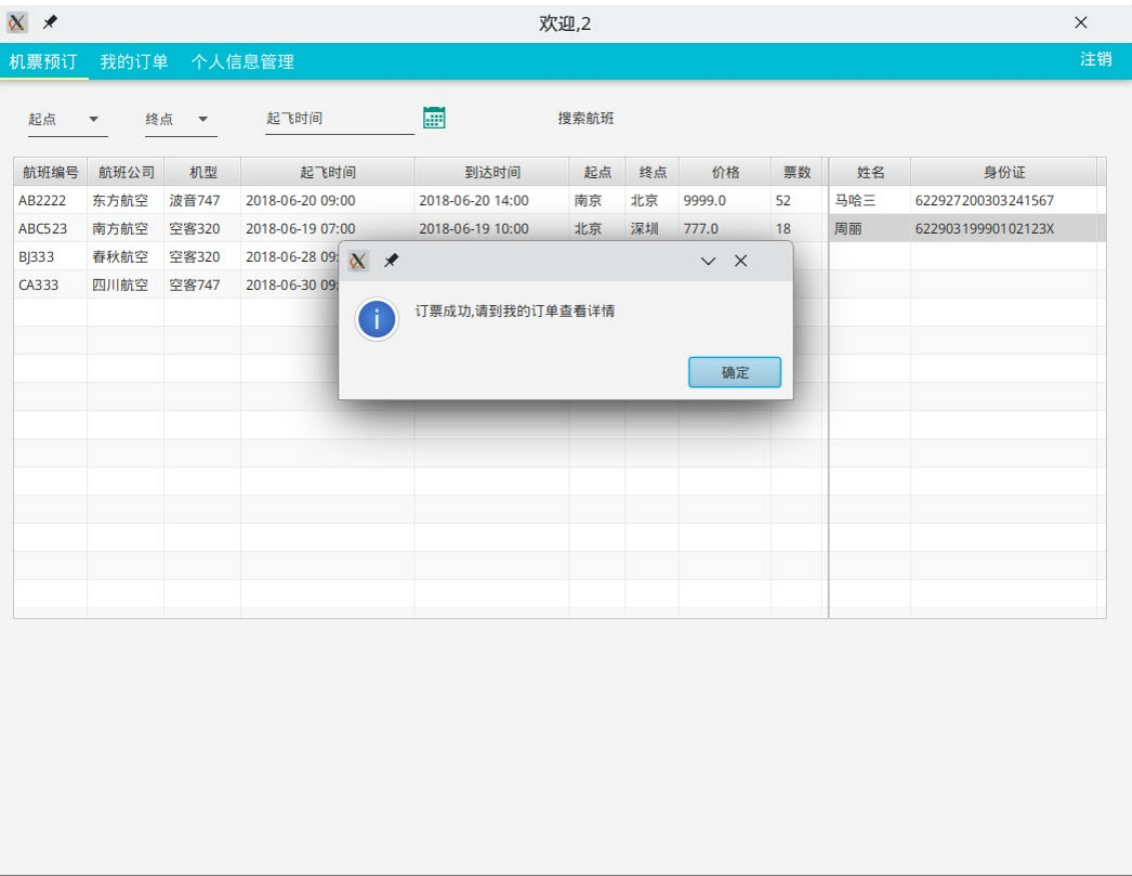 欢迎,2
机票预订 我的订单 个人信息管理 注销
起点 终点 起飞时间 搜索航班
航班编号 航班公司 机型 起飞时间 到达时间 起点 终点 价格 票数 姓名 身份证
AB2222 东方航空 波音747 2018-06-20 09:00 2018-06-20 14:00 南京 北京 9999.0 52 马哈三 622927200303241567
ABC523 南方航空 空客320 2018-06-19 07:00 2018-06-19 10:00 北京 深圳 777.0 18 周丽 62290319990102123X
BJ333 春秋航空 空客320 2018-06-28 09:
CA333 四川航空 空客747 2018-06-30 09:
订票成功,请到我的订单查看详情
确定